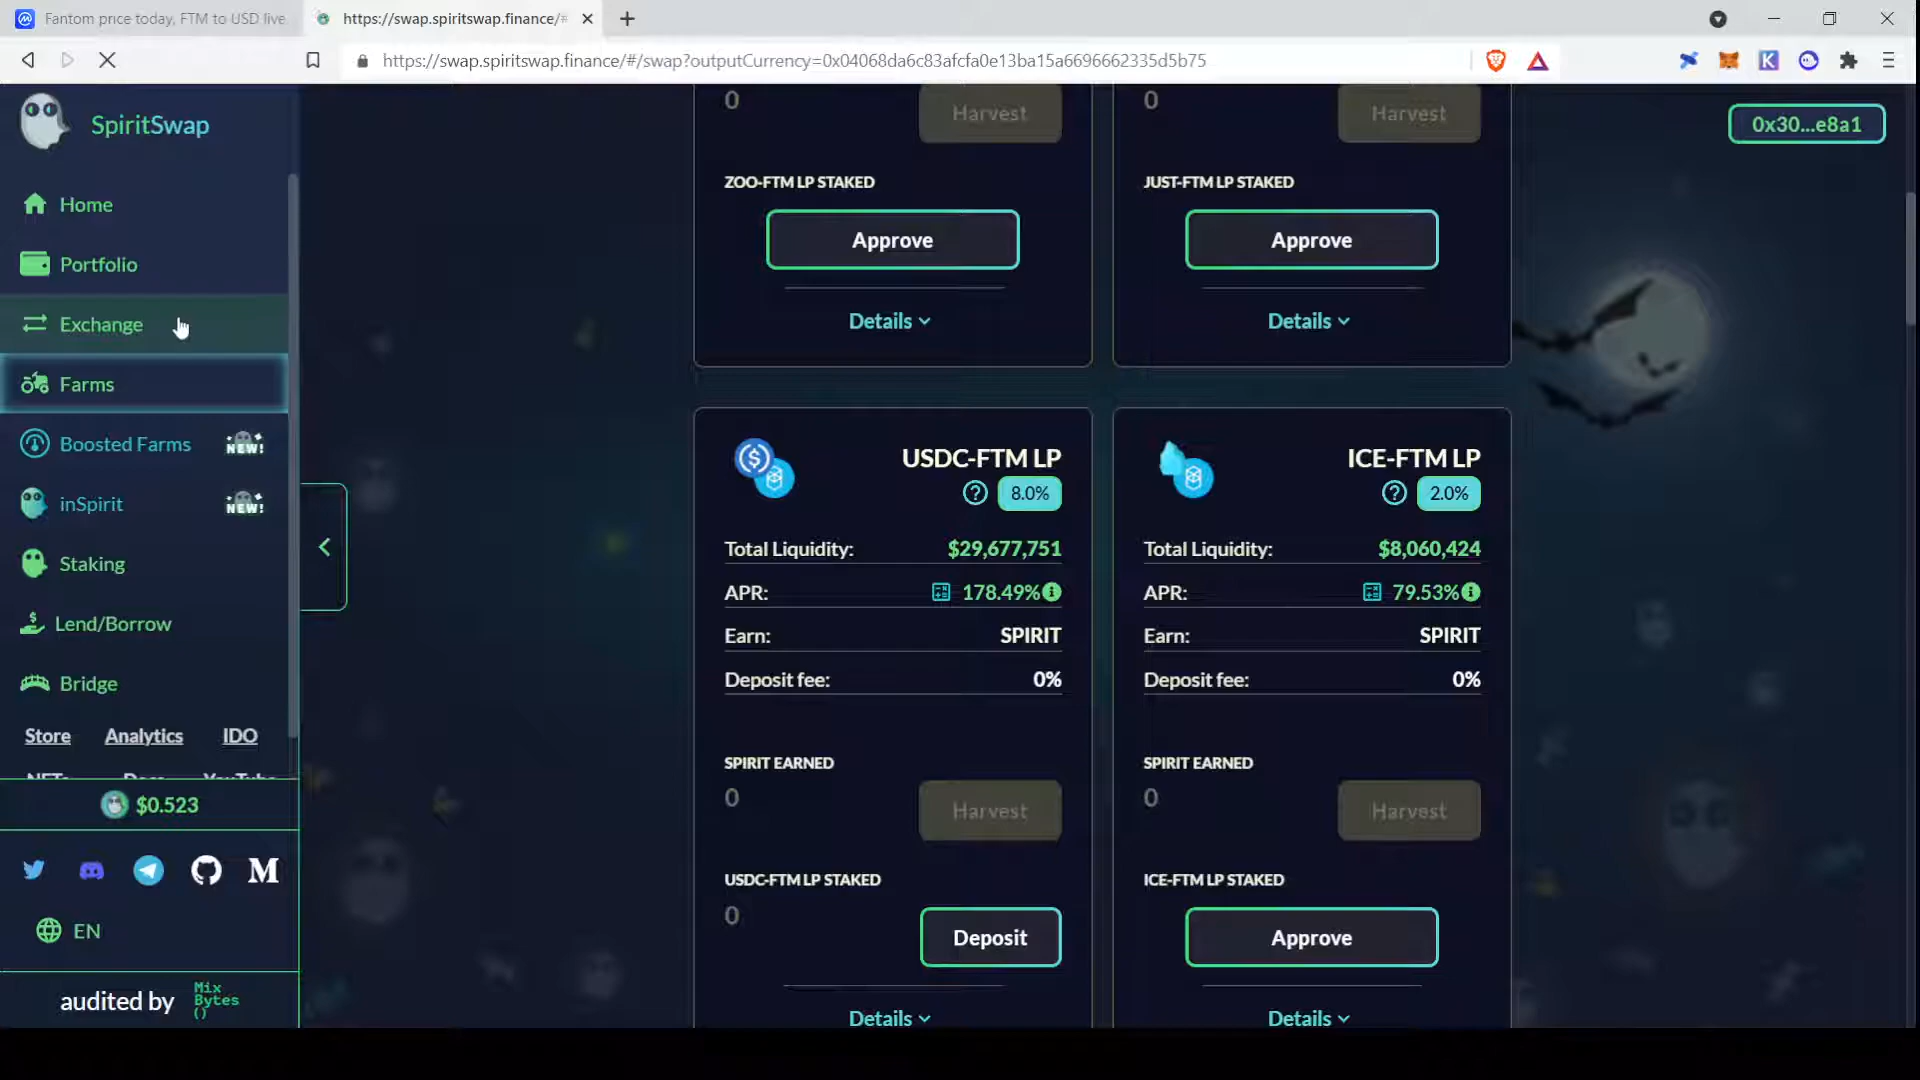 Fantom price today, FTM to USD live
https://swap.spiritswap.finance/#
https://swap.spiritswap.finance/#/swap?outputCurrency=0x04068da6c83afcfa0e13ba15a6696662335d5b75
SpiritSwap
Home
Portfolio
Exchange
Farms
Boosted Farms
NEW!
inSpirit
NEW!
Staking
Lend/Borrow
Bridge
Store Analytics IDO
NFTs Docs YouTube
$0.523
EN
audited by Mix Bytes()
0x30...e8a1
0 Harvest
ZOO-FTM LP STAKED
Approve
Details
0 Harvest
JUST-FTM LP STAKED
Approve
Details
USDC-FTM LP
8.0%
Total Liquidity: $29,677,751
APR: 178.49%
Earn: SPIRIT
Deposit fee: 0%
SPIRIT EARNED
0 Harvest
USDC-FTM LP STAKED
0 Deposit
Details
ICE-FTM LP
2.0%
Total Liquidity: $8,060,424
APR: 79.53%
Earn: SPIRIT
Deposit fee: 0%
SPIRIT EARNED
0 Harvest
ICE-FTM LP STAKED
Approve
Details